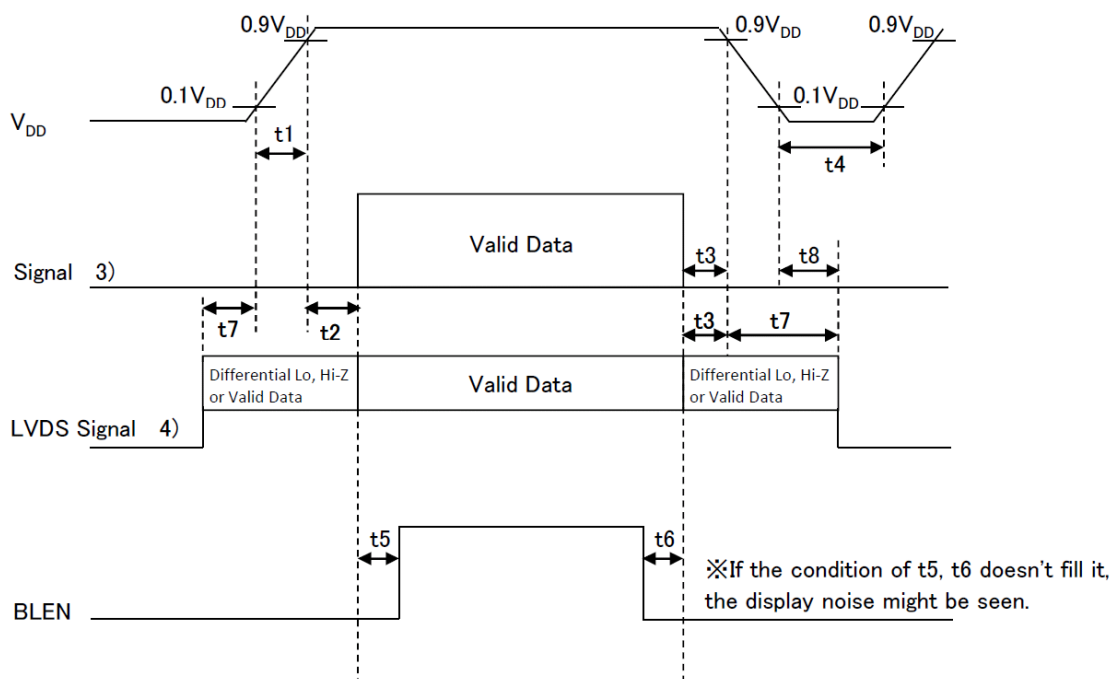 0.9VDD 0.9VDD 0.9VDD
0.1VDD 0.1VDD
VDD
t1
t4
Valid Data
Signal 3)
t3 t8
t7 t2 t3 t7
Differential Lo, Hi-Z
or Valid Data
Valid Data
Differential Lo, Hi-Z
or Valid Data
LVDS Signal 4)
t5 t6
※If the condition of t5, t6 doesn't fill it,
the display noise might be seen.
BLEN